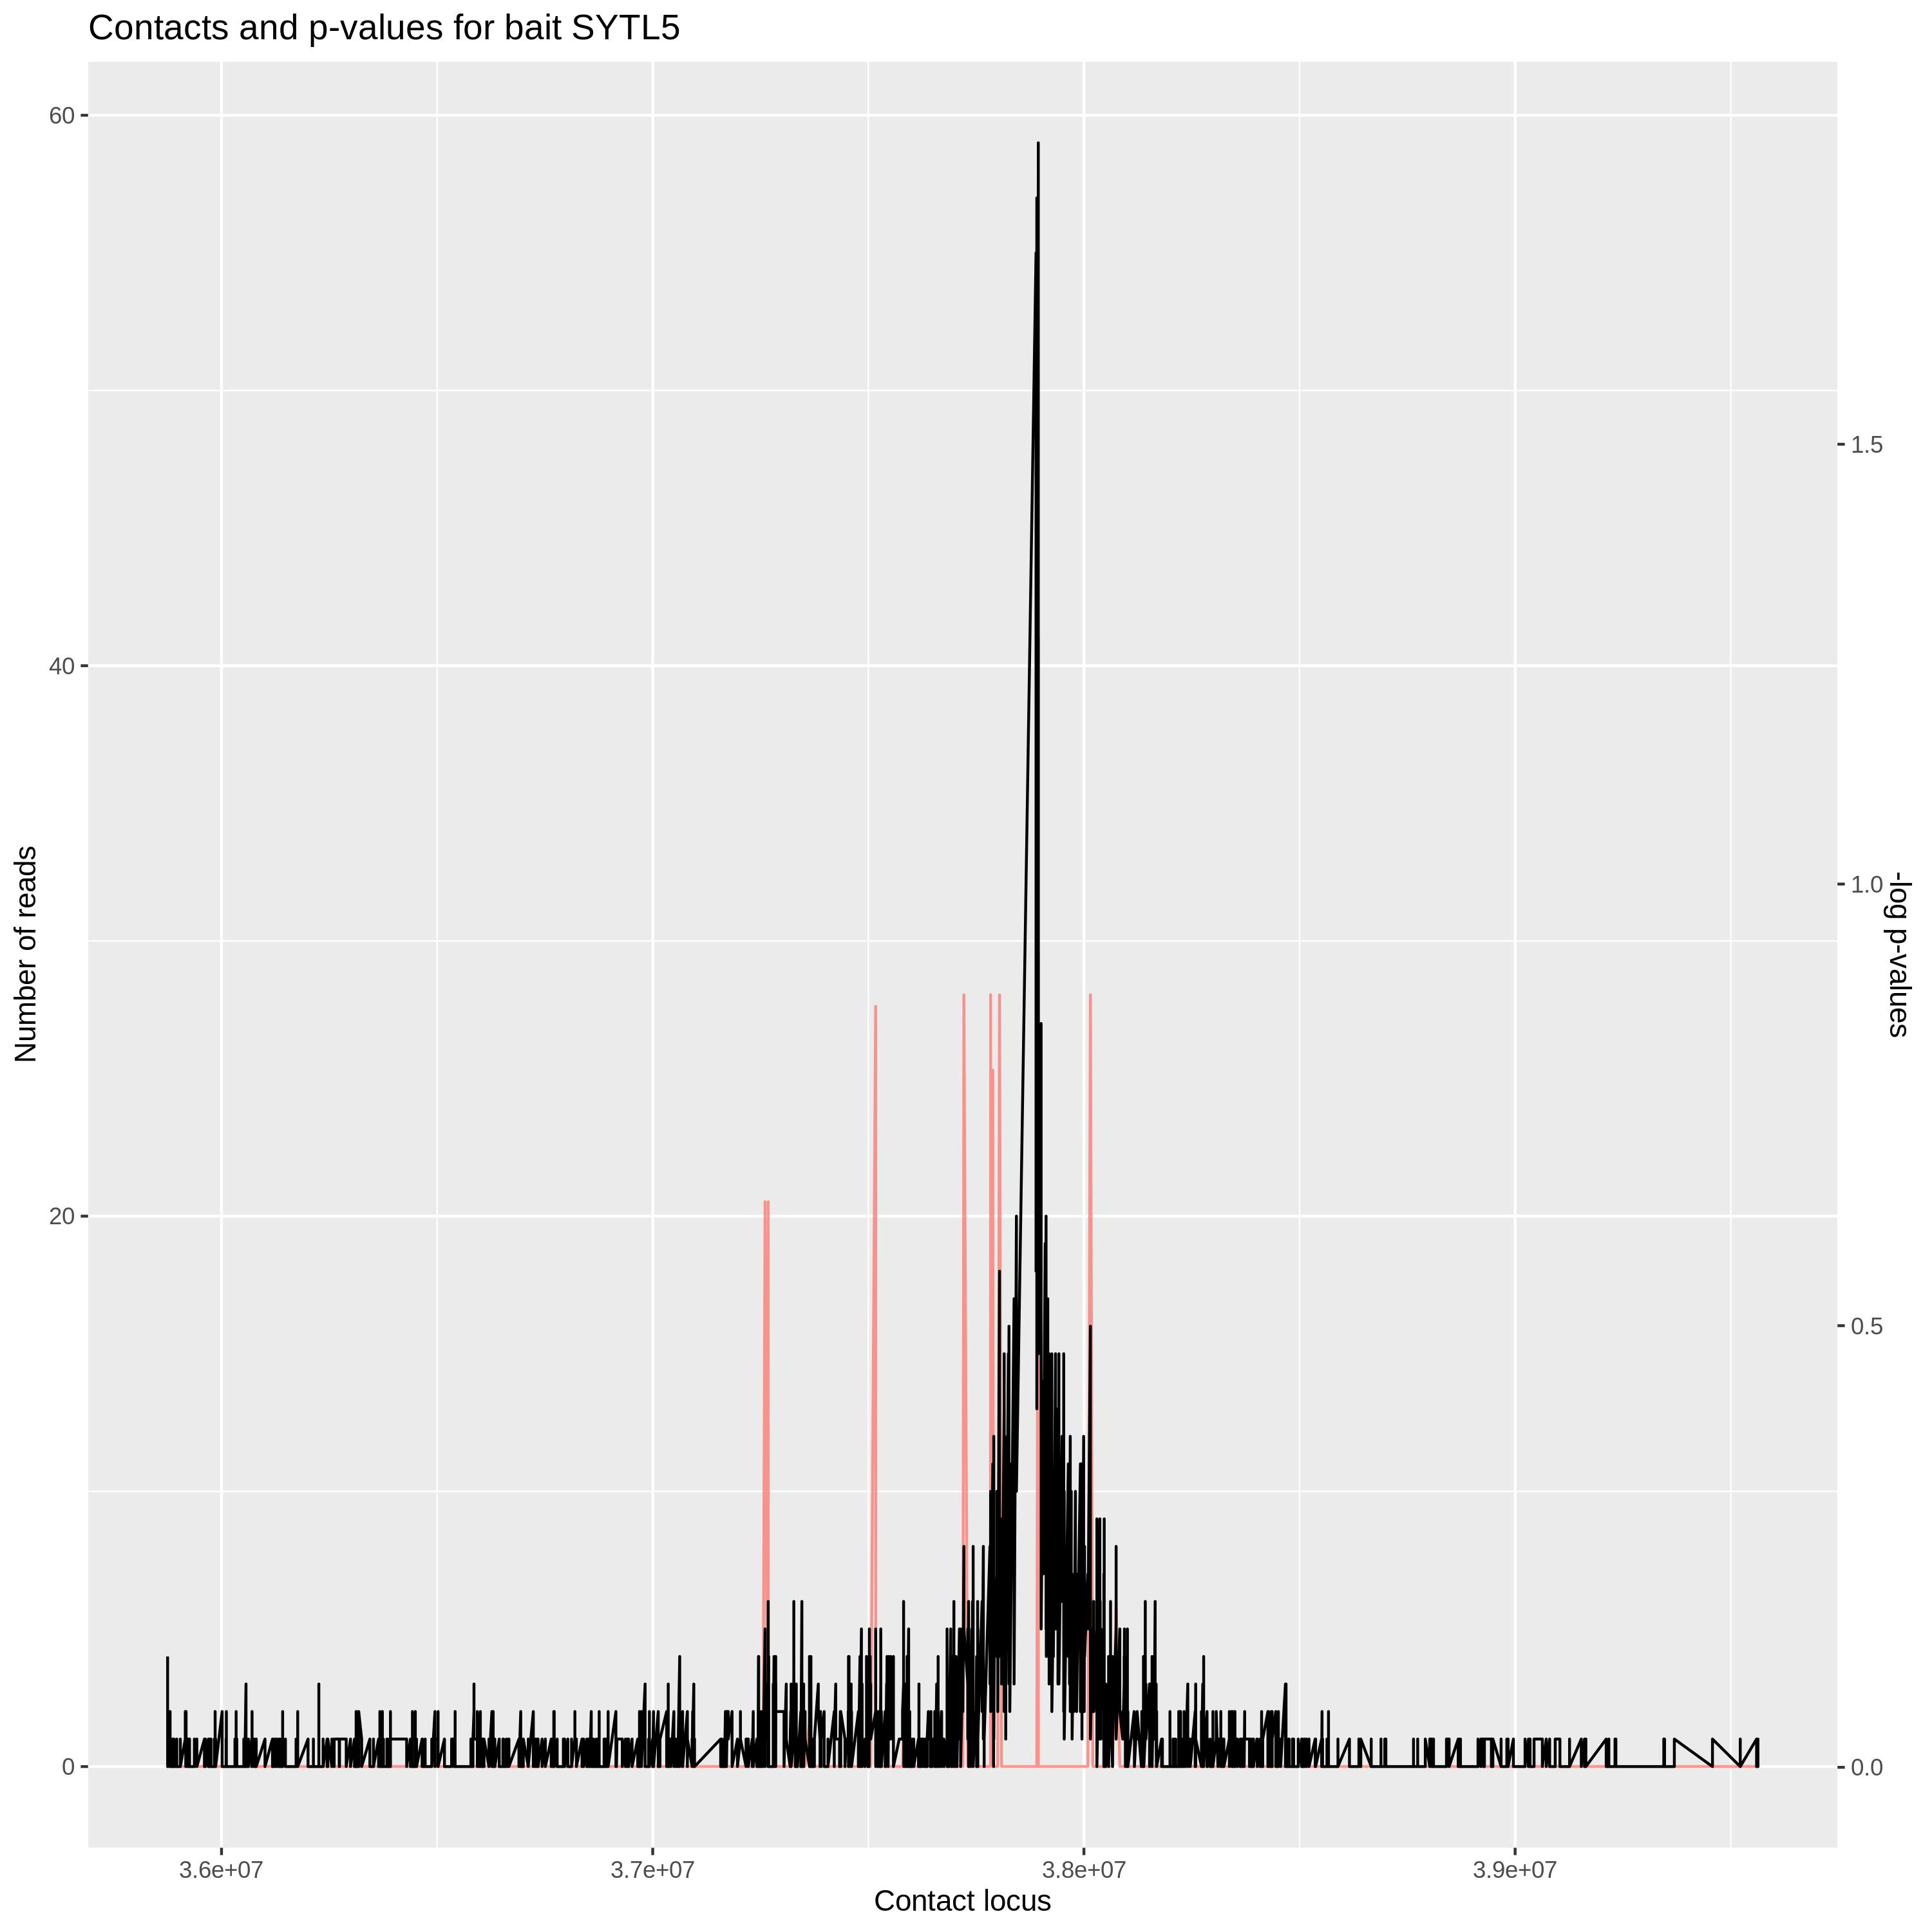 Contacts and p-values for bait SYTL5
60
40
20
0
Number of reads
1.5
1.0
0.5
0.0
-log p-values
3.6e+07
3.7e+07
3.8e+07
3.9e+07
Contact locus